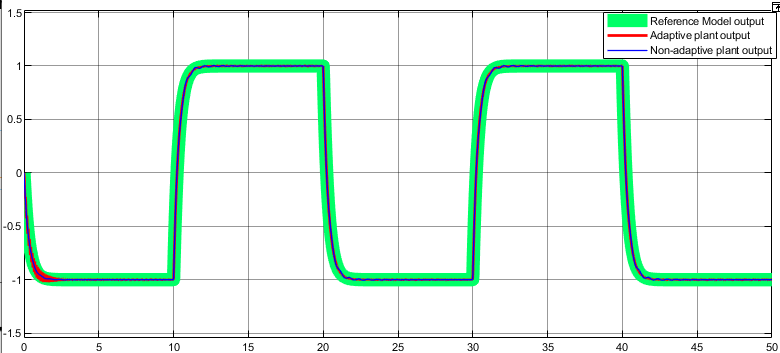 1.5
Reference Model output
Adaptive plant output
Non-adaptive plant output
1
0.5
0
-0.5
-1
-1.5
0 5 10 15 20 25 30 35 40 45 50